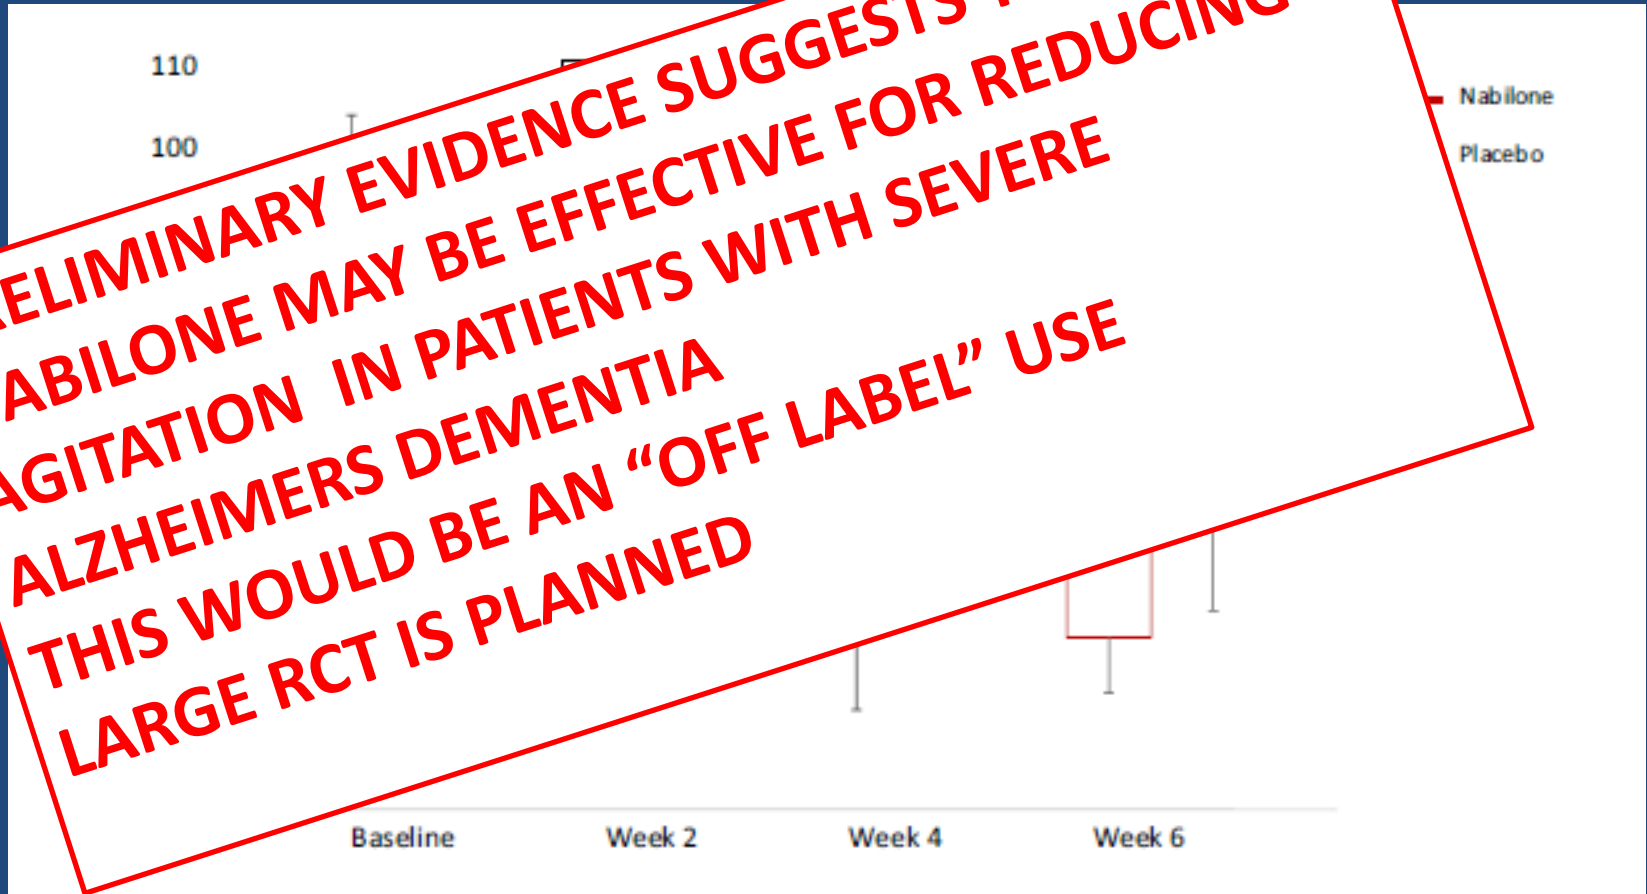 110
100
Nabilone
Placebo
ELIMINARY EVIDENCE SUGGESTS
ABILONE MAY BE EFFECTIVE FOR REDUCING
AGITATION IN PATIENTS WITH SEVERE
ALZHEIMERS DEMENTIA
THIS WOULD BE AN “OFF LABEL” USE
LARGE RCT IS PLANNED
Baseline
Week 2
Week 4
Week 6